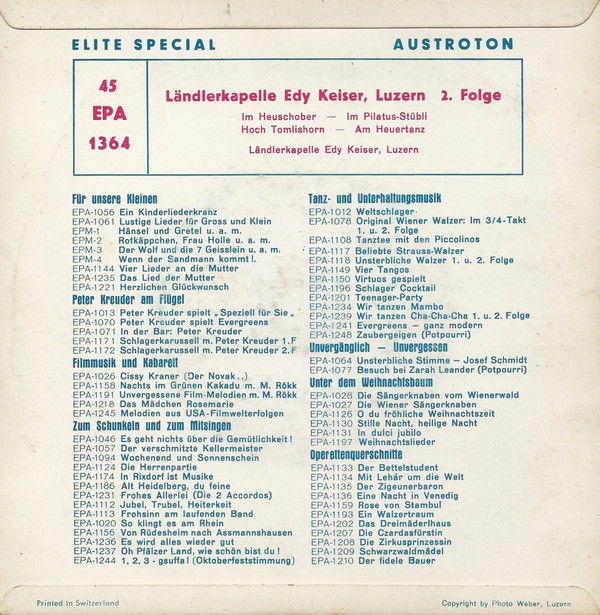 ELITE SPECIAL
AUSTROTON
45
EPA
1364
Ländlerkapelle Edy Keiser, Luzern 2. Folge
Im Heuschober — Im Pilatus-Stübli
Hoch Tomlishorn — Am Heuertanz
Ländlerkapelle Edy Keiser, Luzern
Für unsere Kleinen
EPA-1056 Ein Kinderliederkranz
EPA-1061 Lustige Lieder für Gross und Klein
EPM-1 Hänsel und Gretel u. a. m.
EPM-2 Rotkäppchen, Frau Holle u. a. m.
EPM-3 Der Wolf und die 7 Geisslein u. a. m.
EPM-4 Wenn der Sandmann kommt!.
EPA-1144 Vier Lieder an die Mutter
EPA-1235 Das Lied der Mutter
EPA-1221 Herzlichen Glückwunsch
Peter Kreuder am Flügel
EPA-1013 Peter Kreuder spielt „Speziell für Sie„
EPA-1070 Peter Kreuder spielt Evergreens
EPA-1071 In der Bar: Peter Kreuder
EPA-1171 Schlagerkarussell m. Peter Kreuder 1. F
EPA-1172 Schlagerkarussell m. Peter Kreuder 2. F
Filmmusik und Kabarett
EPA-1026 Cissy Kraner (Der Novak..)
EPA-1158 Nachts im Grünen Kakadu m. M. Rökk
EPA-1191 Unvergessene Film-Melodien m. M. Rökk
EPA-1218 Das Mädchen Rosemarie
EPA-1245 Melodien aus USA-Filmwelterfolgen
Zum Schunkeln und zum Mitsingen
EPA-1046 Es geht nichts über die Gemütlichkeit!
EPA-1057 Der verschmitzte Kellermeister
EPA-1094 Wochenend und Sonnenschein
EPA-1124 Die Herrenpartie
EPA-1174 In Rixdorf ist Musike
EPA-1186 Alt Heidelberg, du feine
EPA-1231 Frohes Allerlei (Die 2 Accordos)
EPA-1112 Jubel, Trubel, Heiterkeit
EPA-1113 Frohsinn am laufenden Band
EPA-1020 So klingt es am Rhein
EPA-1156 Von Rüdesheim nach Assmannshausen
EPA-1236 Es wird alles wieder gut
EPA-1237 Oh Pfälzer Land, wie schön bist du!
EPA-1244 1, 2, 3 - gsuffa! (Oktoberfeststimmung)
Tanz- und Unterhaltungsmusik
EPA-1012 Weltschlager
EPA-1078 Original Wiener Walzer: Im 3/4-Takt
1. u. 2. Folge
EPA-1108 Tanztee mit den Piccolinos
EPA-1117 Beliebte Strauss-Walzer
EPA-1118 Unsterbliche Walzer 1. u. 2. Folge
EPA-1149 Vier Tangos
EPA-1150 Virtuos gespielt
EPA-1196 Schlager Cocktail
EPA-1201 Teenager-Party
EPA-1234 Wir tanzen Mambo
EPA-1239 Wir tanzen Cha-Cha-Cha 1. u. 2. Folge
EPA-1241 Evergreens — ganz modern
EPA-1248 Zaubergeigen (Potpourri)
Unvergänglich — Unvergessen
EPA-1064 Unsterbliche Stimme — Josef Schmidt
EPA-1077 Besuch bei Zarah Leander (Potpourri)
Unter dem Weihnachtsbaum
EPA-1028 Die Sängerknaben vom Wienerwald
EPA-1027 Die Wiener Sängerknaben
EPA-1126 O du fröhliche Weihnachtszeit
EPA-1130 Stille Nacht, heilige Nacht
EPA-1131 In dulci jubilo
EPA-1197 Weihnachtslieder
Operettenquerschnitte
EPA-1133 Der Bettelstudent
EPA-1134 Mit Lehár um die Welt
EPA-1135 Der Zigeunerbaron
EPA-1136 Eine Nacht in Venedig
EPA-1159 Rose von Stambul
EPA-1193 Ein Walzertraum
EPA-1202 Das Dreimäderlhaus
EPA-1207 Die Czardasfürstin
EPA-1208 Die Zirkusprinzessin
EPA-1209 Schwarzwaldmädel
EPA-1210 Der fidele Bauer
Printed in Switzerland
Copyright by Photo Weber, Luzern